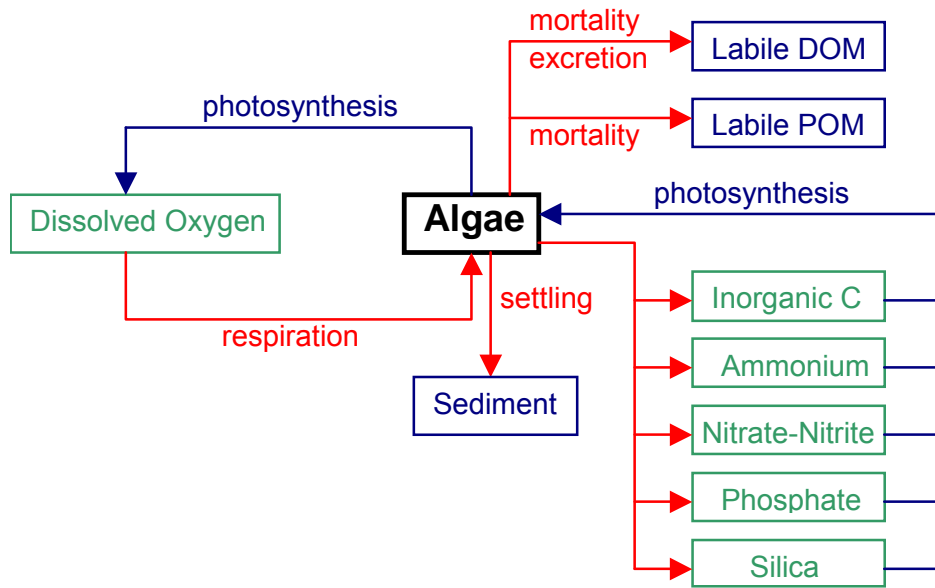 mortality
excretion
Labile DOM
photosynthesis
mortality
Labile POM
Dissolved Oxygen
Algae
photosynthesis
respiration
settling
Sediment
Inorganic C
Ammonium
Nitrate-Nitrite
Phosphate
Silica